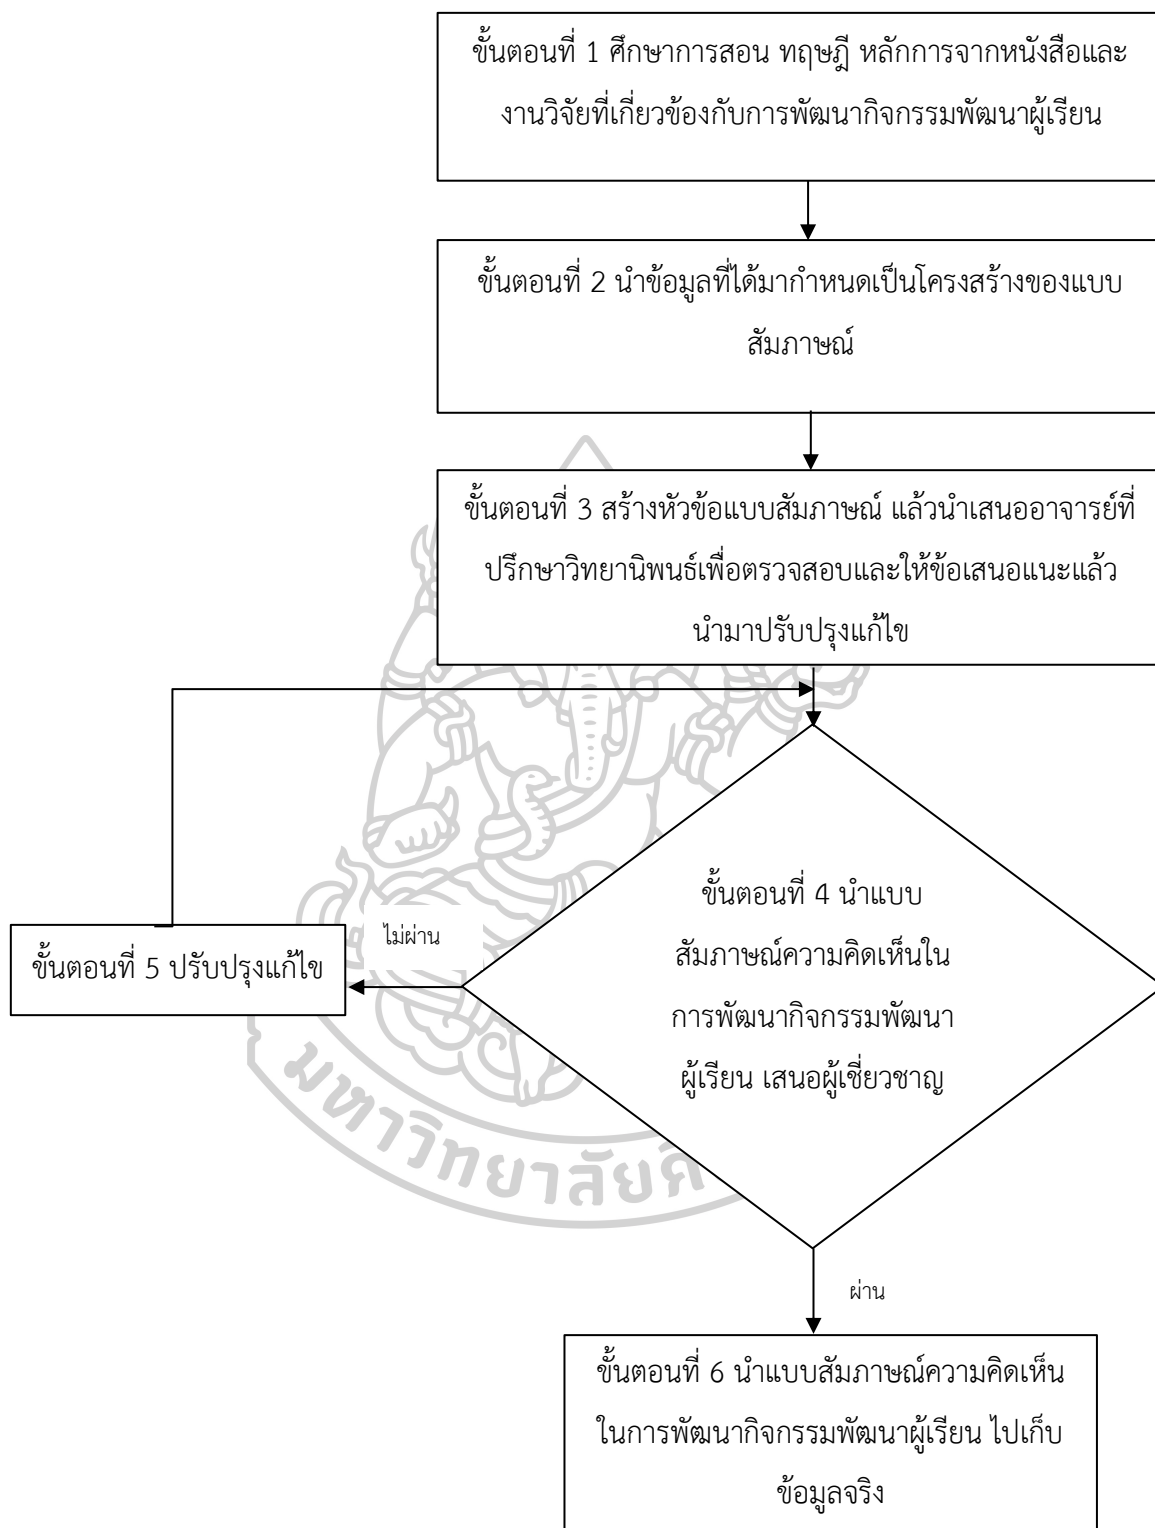 ขั้นตอนที่ 1 ศึกษาการสอน ทฤษฎี หลักการจากหนังสือและ
งานวิจัยที่เกี่ยวข้องกับการพัฒนากิจกรรมพัฒนาผู้เรียน
ขั้นตอนที่ 2 นำข้อมูลที่ได้มากำหนดเป็นโครงสร้างของแบบ
สัมภาษณ์
ขั้นตอนที่ 3 สร้างหัวข้อแบบสัมภาษณ์ แล้วนำเสนออาจารย์ที่
ปรึกษาวิทยานิพนธ์เพื่อตรวจสอบและให้ข้อเสนอแนะแล้ว
นำมาปรับปรุงแก้ไข
ขั้นตอนที่ 4 นำแบบ
สัมภาษณ์ความคิดเห็นใน
การพัฒนากิจกรรมพัฒนา
ผู้เรียน เสนอผู้เชี่ยวชาญ
ไม่ผ่าน
ขั้นตอนที่ 5 ปรับปรุงแก้ไข
มหาวิทยาลัยศิ
ผ่าน
ขั้นตอนที่ 6 นำแบบสัมภาษณ์ความคิดเห็น
ในการพัฒนากิจกรรมพัฒนาผู้เรียน ไปเก็บ
ข้อมูลจริง